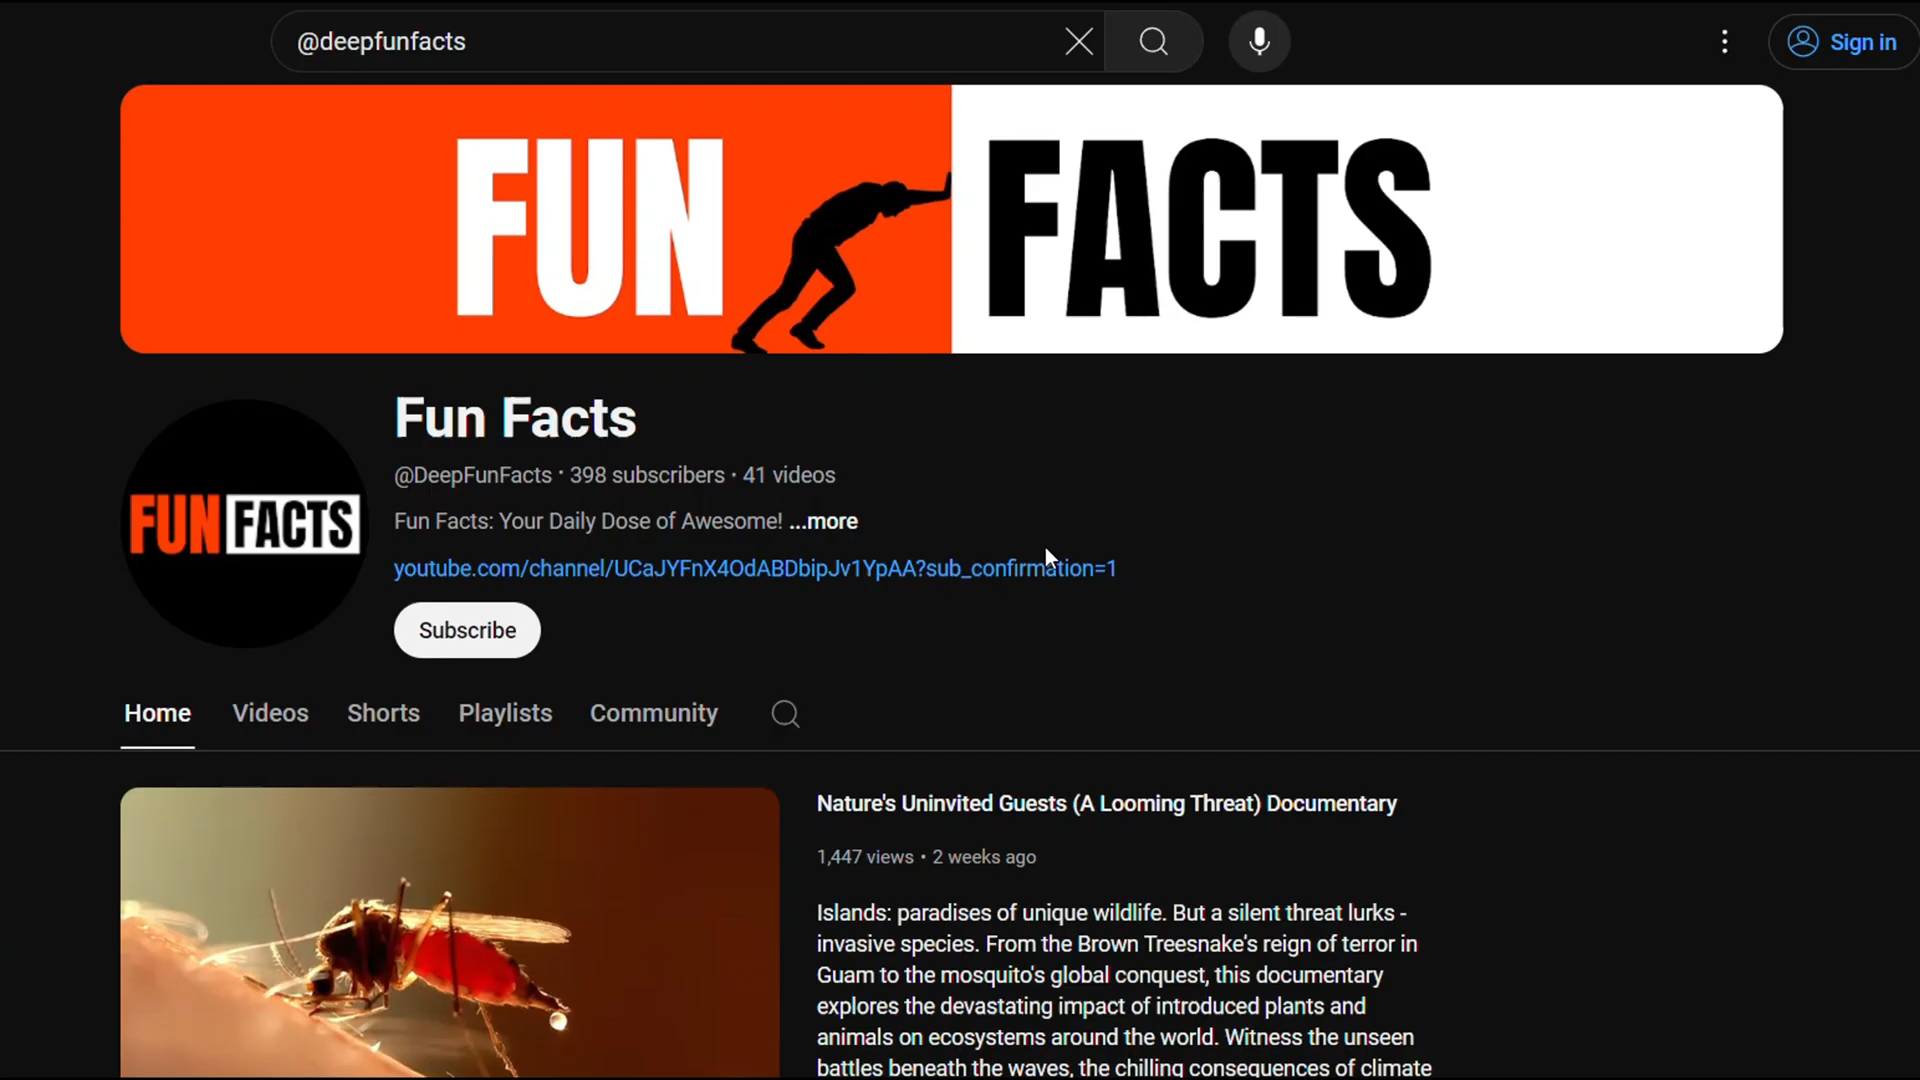 @deepfunfacts
Sign in
FUN FACTS
Fun Facts
@DeepFunFacts · 398 subscribers · 41 videos
Fun Facts: Your Daily Dose of Awesome! ...more
FUN FACTS
youtube.com/channel/UCaJYFnX4OdABDbipJv1YpAA?sub_confirmation=1
Subscribe
Home Videos Shorts Playlists Community
Nature's Uninvited Guests (A Looming Threat) Documentary
1,447 views · 2 weeks ago
Islands: paradises of unique wildlife. But a silent threat lurks -
invasive species. From the Brown Treesnake's reign of terror in
Guam to the mosquito's global conquest, this documentary
explores the devastating impact of introduced plants and
animals on ecosystems around the world. Witness the unseen
battles beneath the waves, the chilling consequences of climate